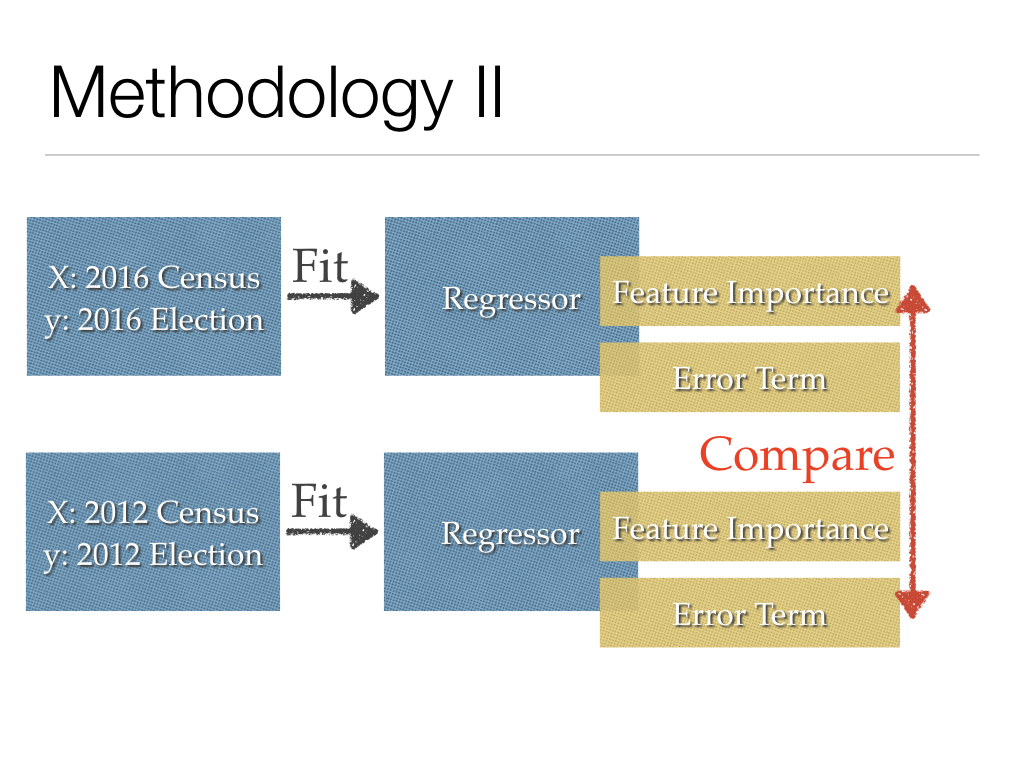 Methodology II
X: 2016 Census
y: 2016 Election
Fit
Regressor
Feature Importance
Error Term
Compare
X: 2012 Census
y: 2012 Election
Fit
Regressor
Feature Importance
Error Term